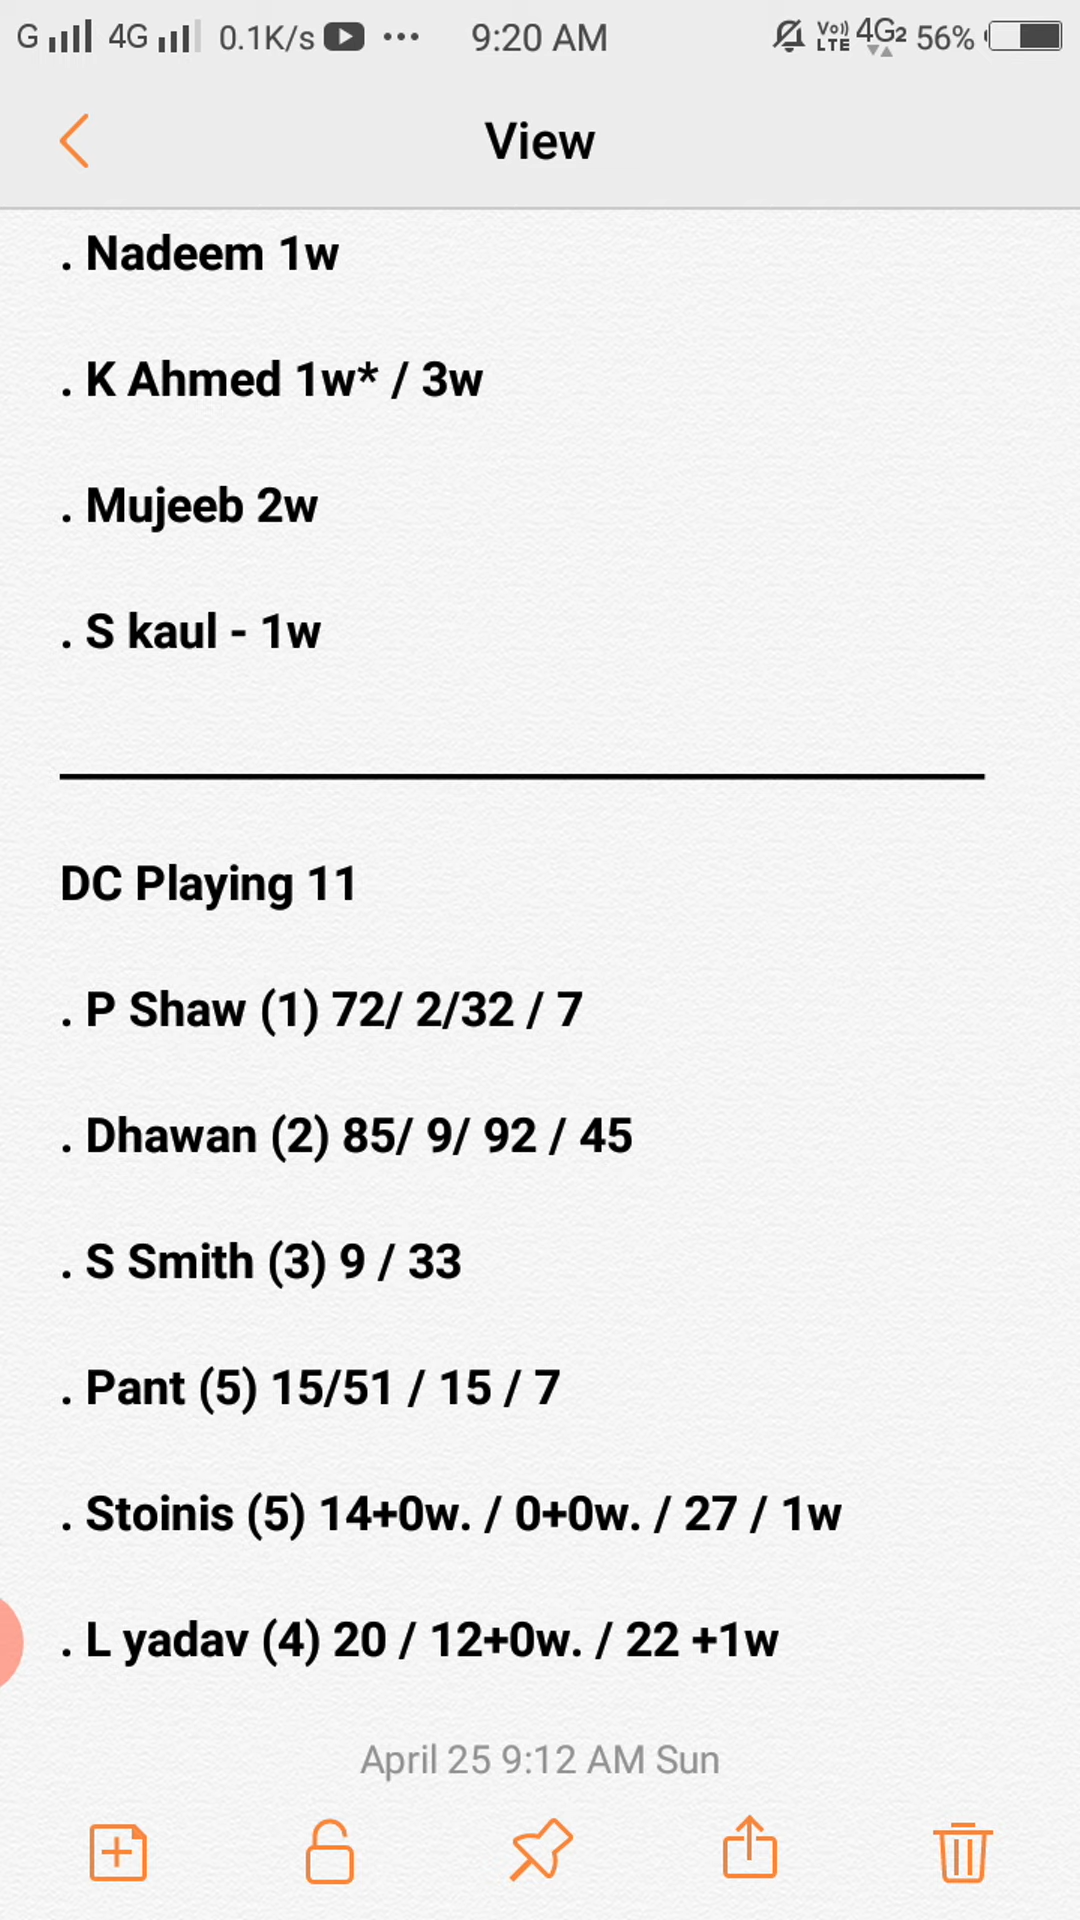 G 4G 0.1K/s ••• 9:20 AM Vo)) LTE 4G2 56%
View
. Nadeem 1w
. K Ahmed 1w* / 3w
. Mujeeb 2w
. S kaul - 1w
DC Playing 11
. P Shaw (1) 72/ 2/32 / 7
. Dhawan (2) 85/ 9/ 92 / 45
. S Smith (3) 9 / 33
. Pant (5) 15/51 / 15 / 7
. Stoinis (5) 14+0w. / 0+0w. / 27 / 1w
. L yadav (4) 20 / 12+0w. / 22 +1w
April 25 9:12 AM Sun